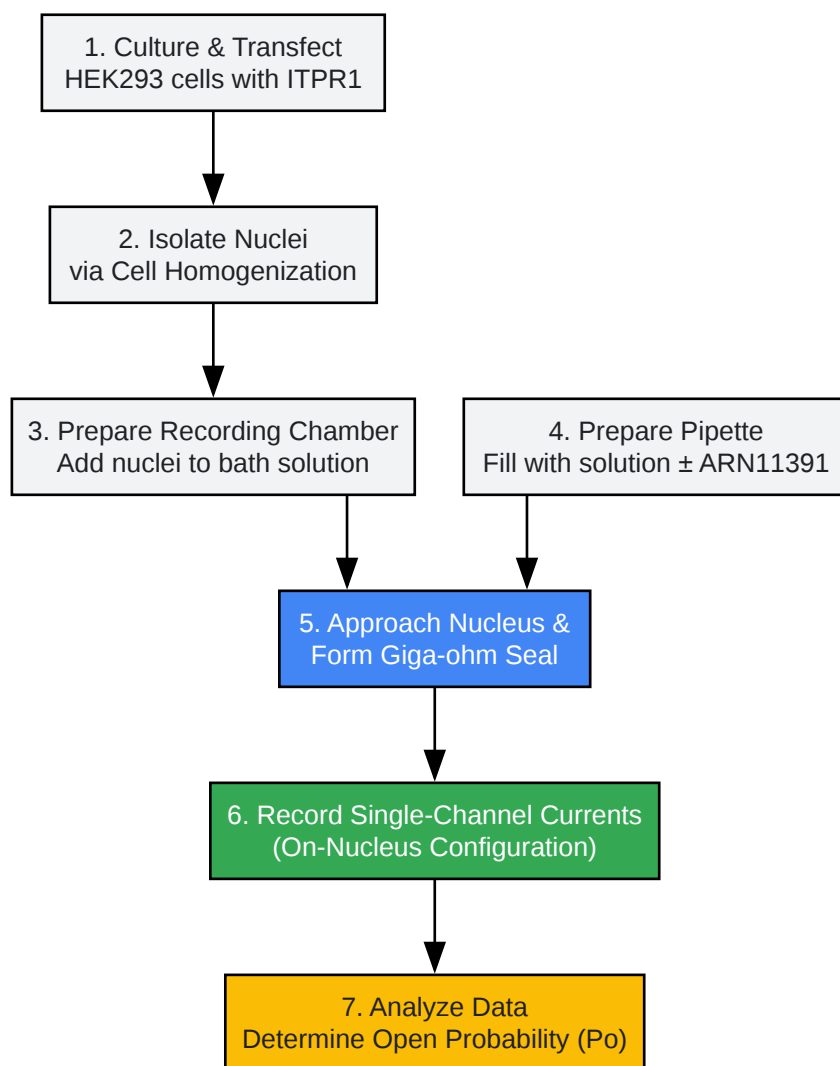 1. Culture & Transfect
HEK293 cells with ITPR1
2. Isolate Nuclei
via Cell Homogenization
3. Prepare Recording Chamber
Add nuclei to bath solution
4. Prepare Pipette
Fill with solution ± ARN11391
5. Approach Nucleus &
Form Giga-ohm Seal
6. Record Single-Channel Currents
(On-Nucleus Configuration)
7. Analyze Data
Determine Open Probability (Po)